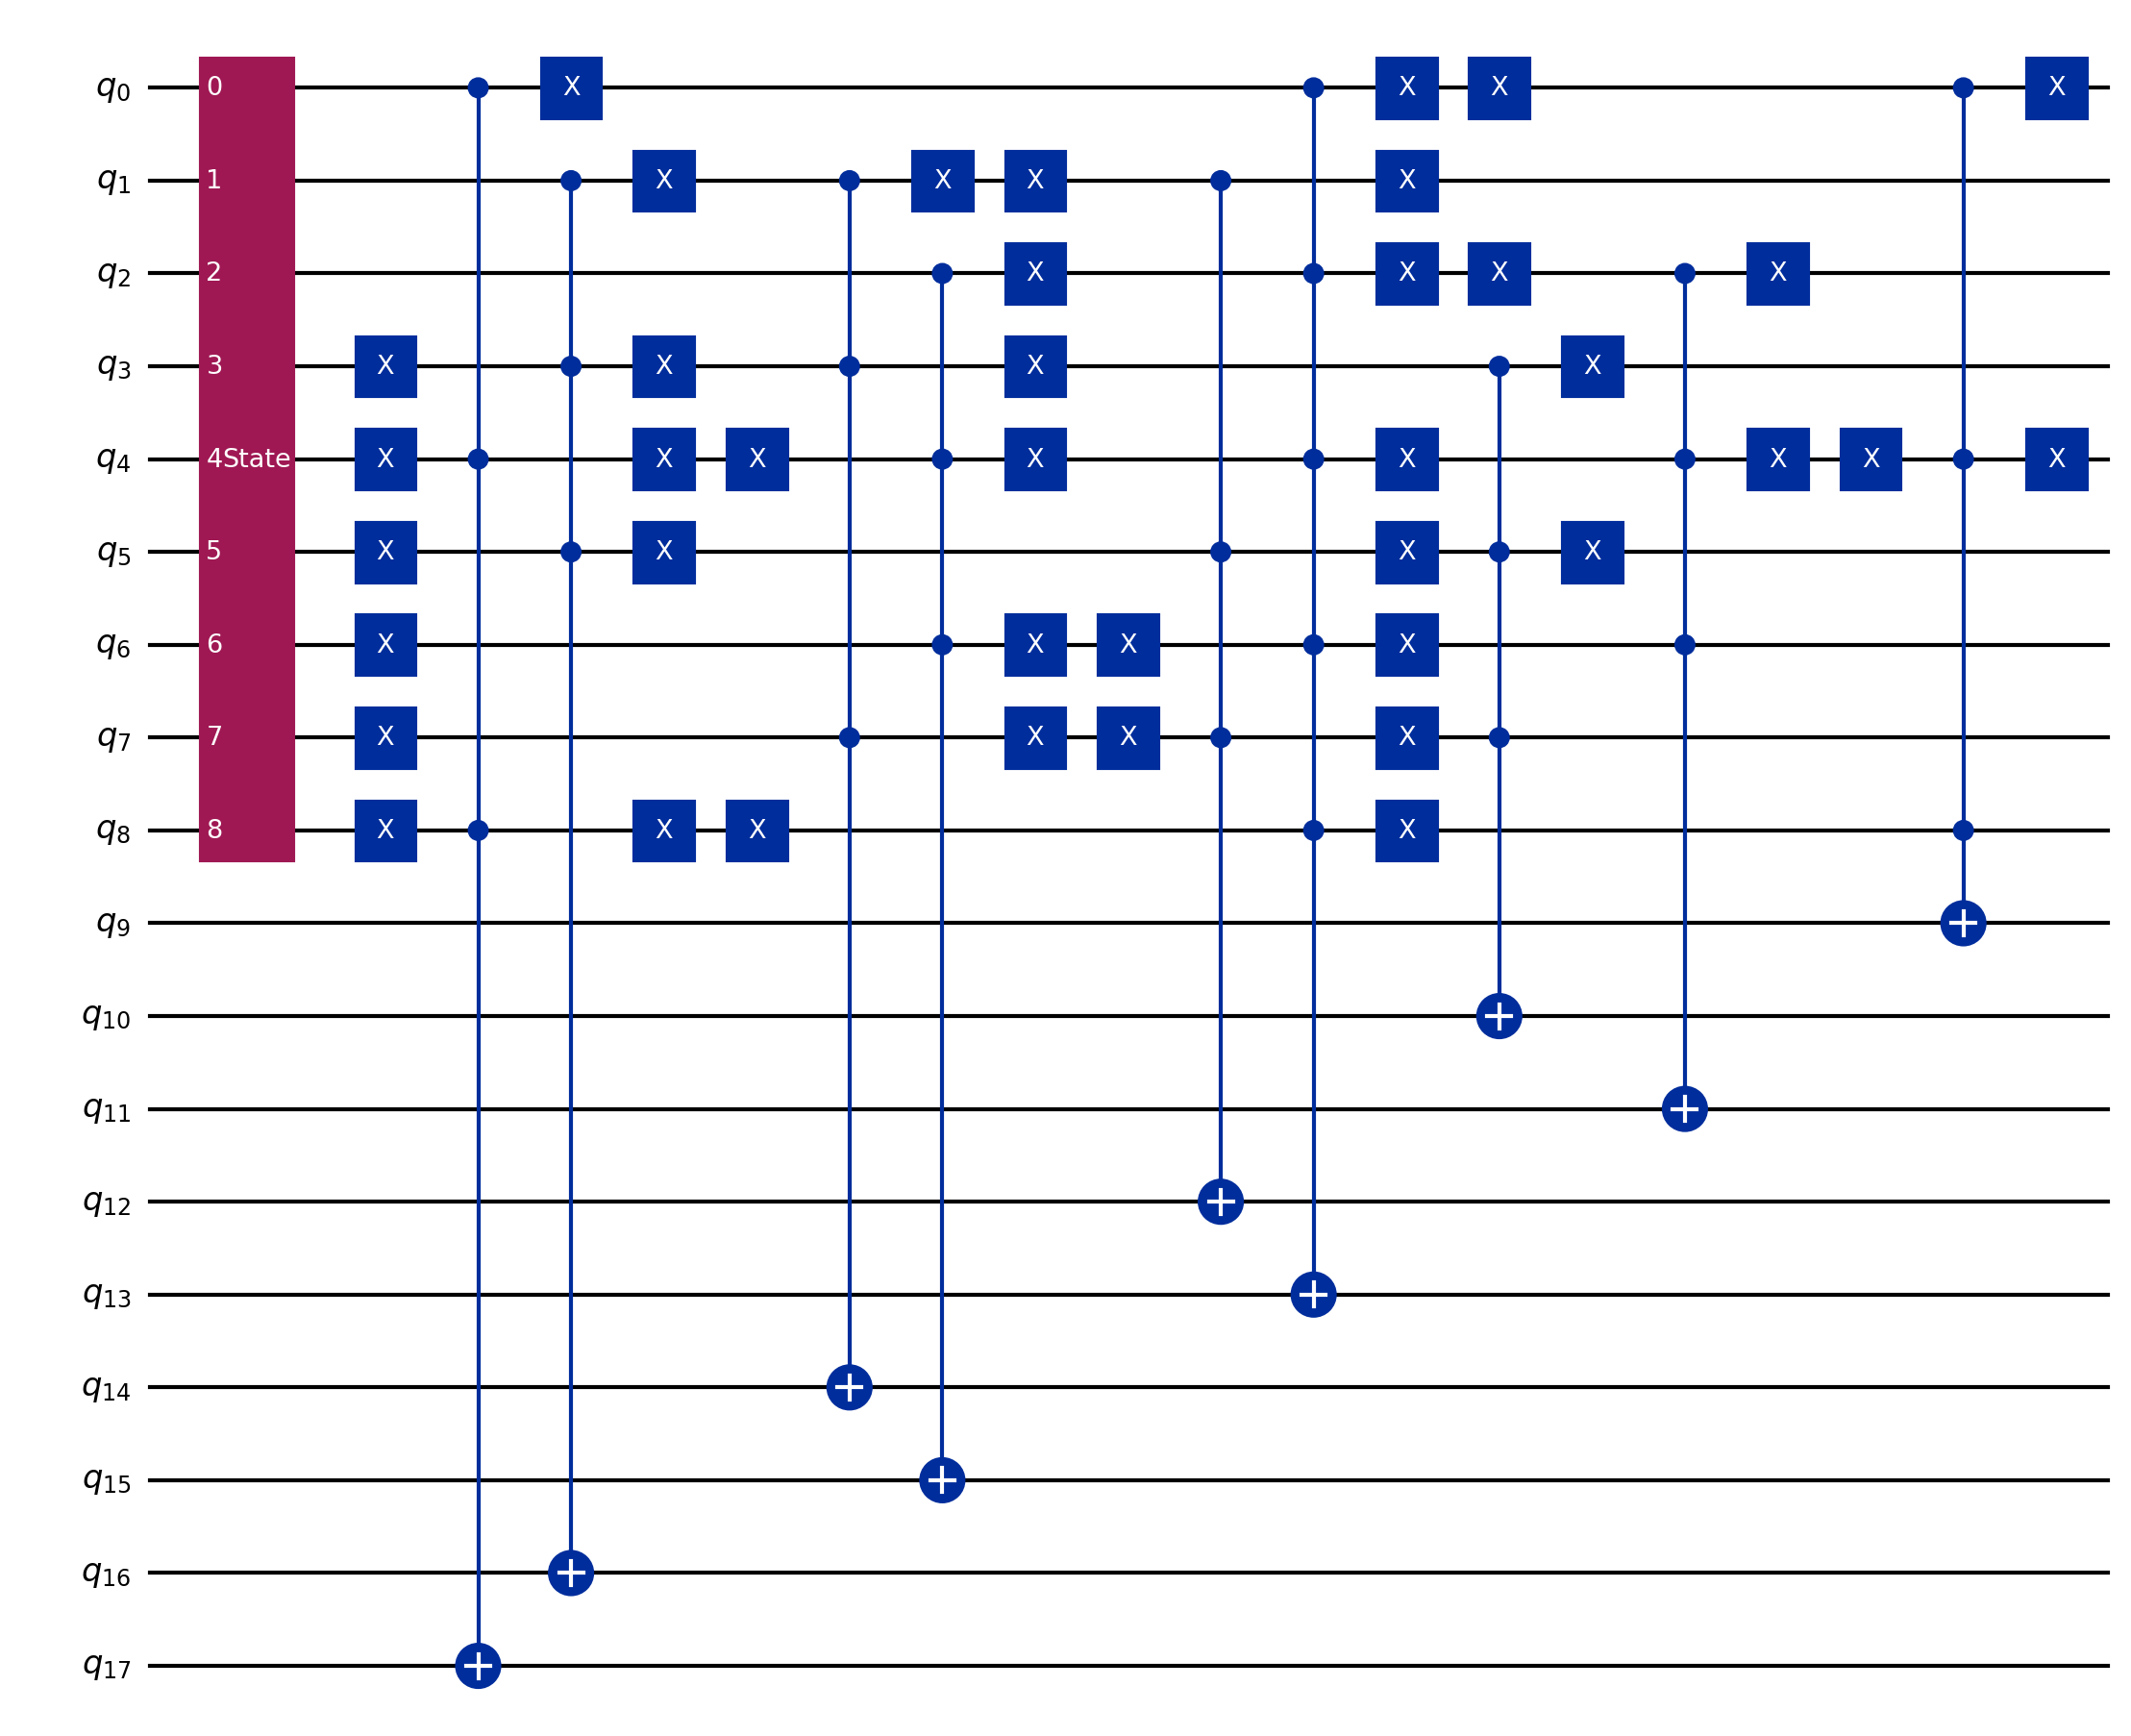 q0 0 X X X X
q1 1 X X X X
q2 2 X X X X
q3 3 X X X X
q4 4State X X X X X X X X
q5 5 X X X X
q6 6 X X X X
q7 7 X X X X
q8 8 X X X X
q9
q10
q11
q12
q13
q14
q15
q16
q17